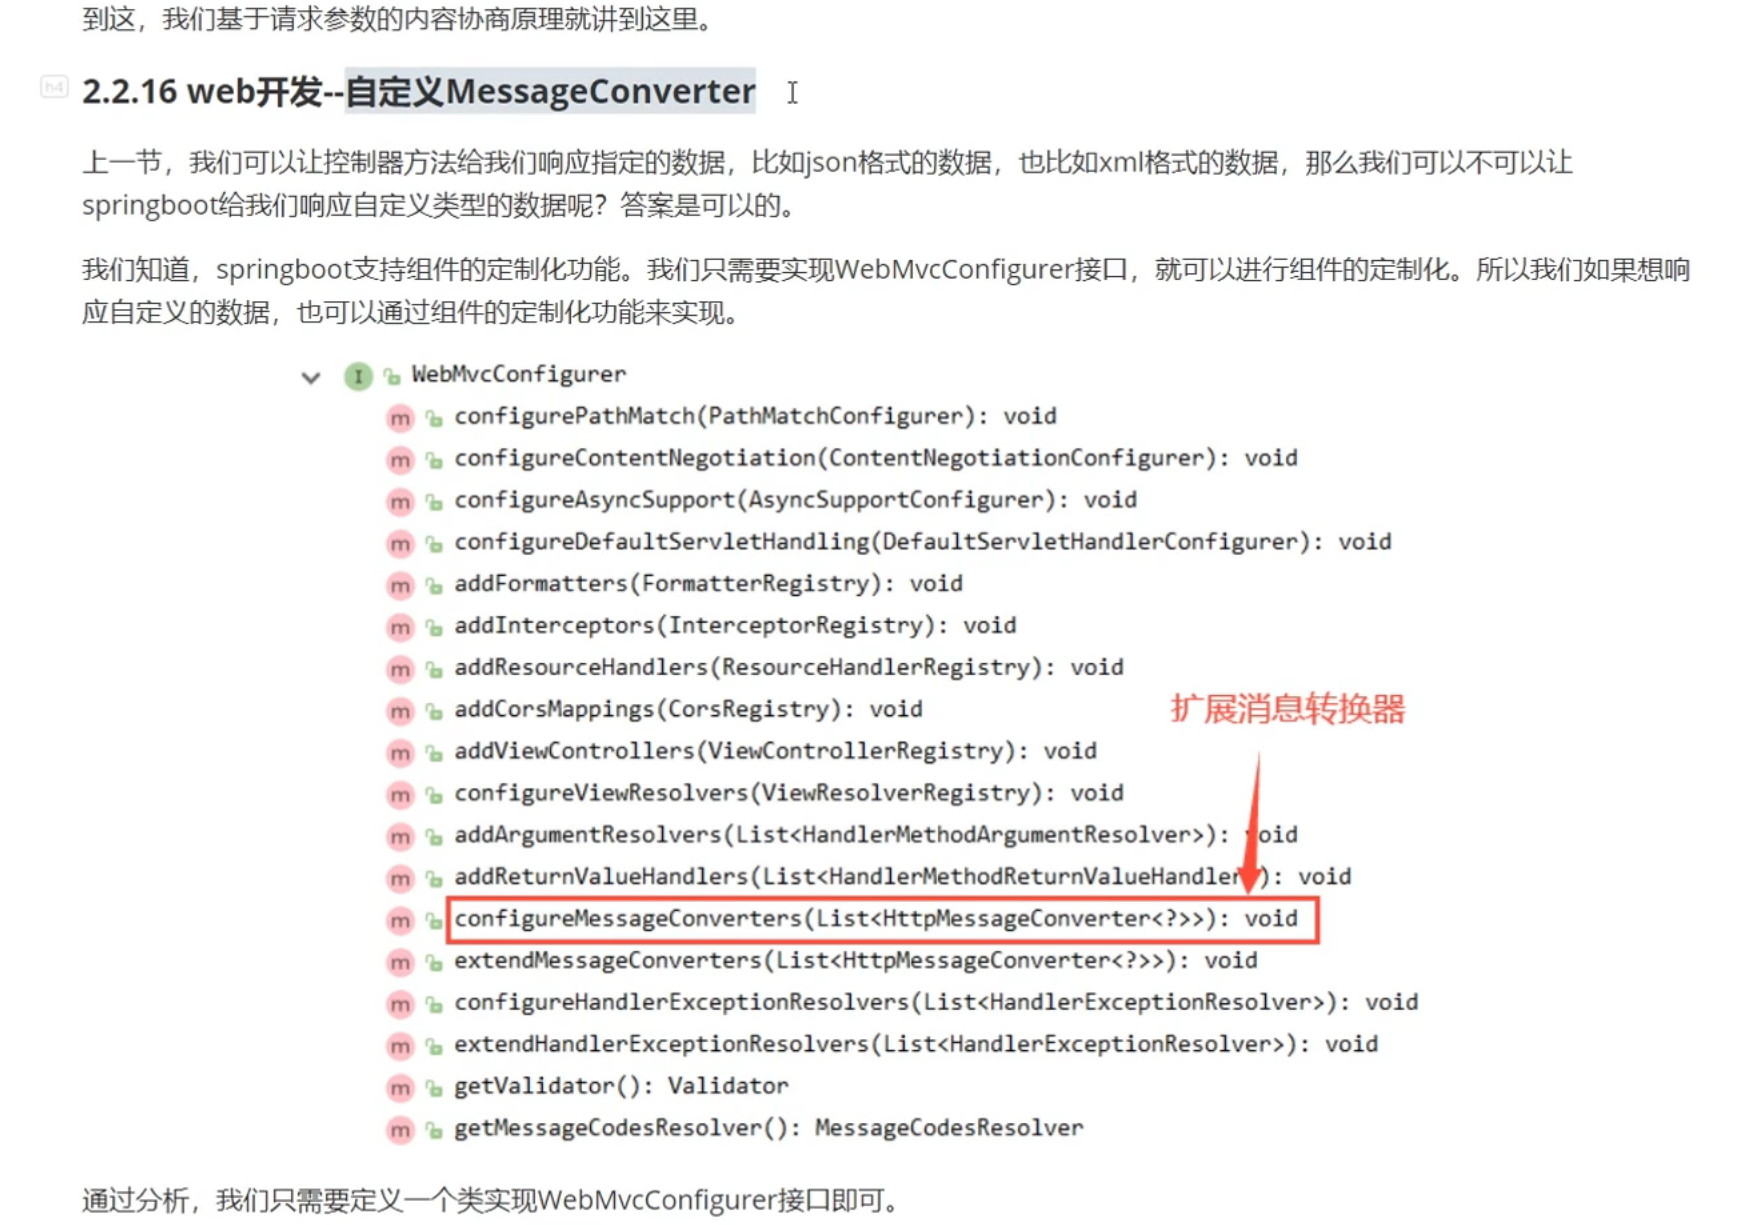 到这，我们基于请求参数的内容协商原理就讲到这里。
h4
2.2.16 web开发--自定义MessageConverter
上一节，我们可以让控制器方法给我们响应指定的数据，比如json格式的数据，也比如xml格式的数据，那么我们可以不可以让
springboot给我们响应自定义类型的数据呢？答案是可以的。
我们知道，springboot支持组件的定制化功能。我们只需要实现WebMvcConfigurer接口，就可以进行组件的定制化。所以我们如果想响
应自定义的数据，也可以通过组件的定制化功能来实现。
I WebMvcConfigurer
m configurePathMatch(PathMatchConfigurer): void
m configureContentNegotiation(ContentNegotiationConfigurer): void
m configureAsyncSupport(AsyncSupportConfigurer): void
m configureDefaultServletHandling(DefaultServletHandlerConfigurer): void
m addFormatters(FormatterRegistry): void
m addInterceptors(InterceptorRegistry): void
m addResourceHandlers(ResourceHandlerRegistry): void
扩展消息转换器
m addCorsMappings(CorsRegistry): void
m addViewControllers(ViewControllerRegistry): void
m configureViewResolvers(ViewResolverRegistry): void
m addArgumentResolvers(List<HandlerMethodArgumentResolver>): void
m addReturnValueHandlers(List<HandlerMethodReturnValueHandler>): void
m configureMessageConverters(List<HttpMessageConverter<?>>): void
m extendMessageConverters(List<HttpMessageConverter<?>>): void
m configureHandlerExceptionResolvers(List<HandlerExceptionResolver>): void
m extendHandlerExceptionResolvers(List<HandlerExceptionResolver>): void
m getValidator(): Validator
m getMessageCodesResolver(): MessageCodesResolver
通过分析，我们只需要定义一个类实现WebMvcConfigurer接口即可。